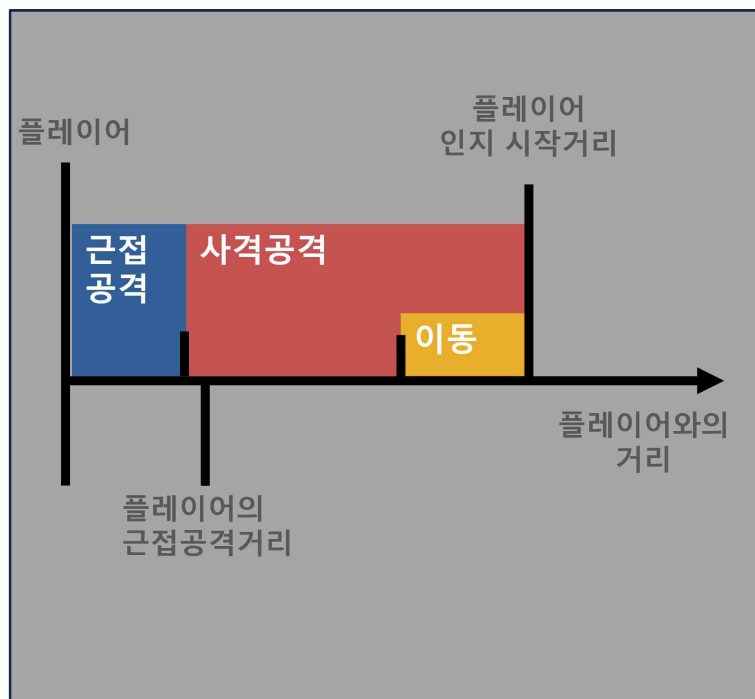 플레이어
플레이어
인지 시작거리
근접
공격
사격공격
이동
플레이어와의
거리
플레이어의
근접공격거리